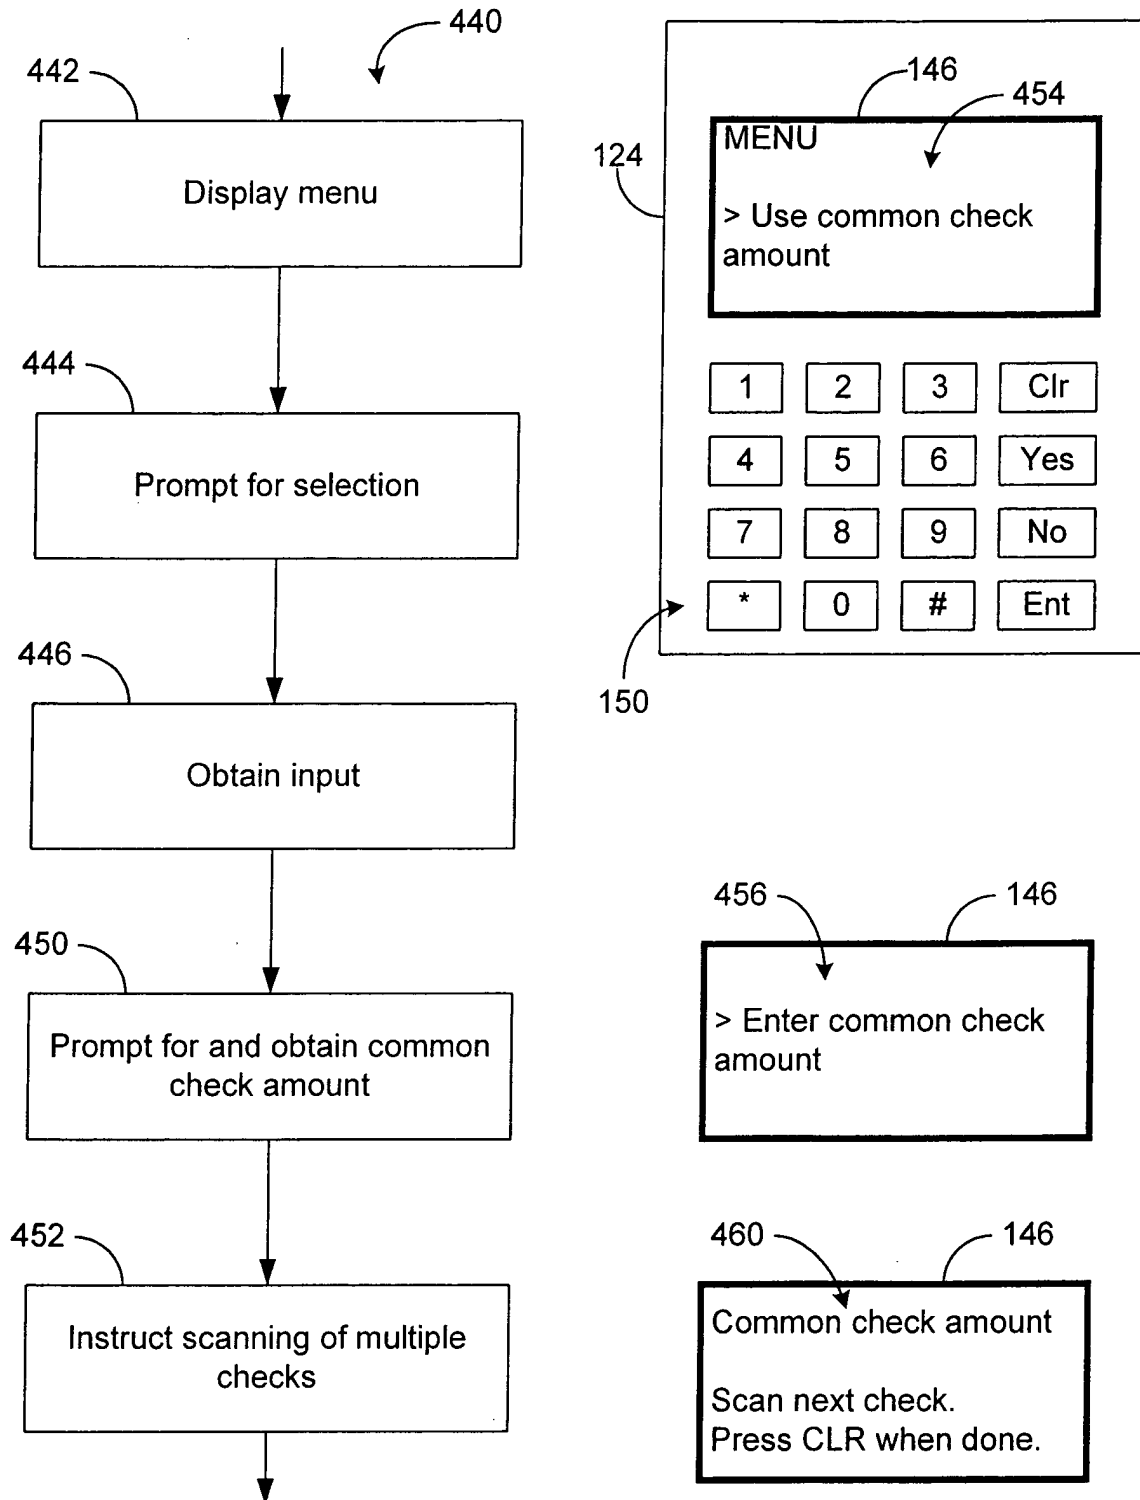 440
442
Display menu
444
Prompt for selection
446
Obtain input
450
Prompt for and obtain common
check amount
452
Instruct scanning of multiple
checks
146
454
124
MENU
> Use common check
amount
1 2 3 Clr
4 5 6 Yes
7 8 9 No
* 0 # Ent
150
456
146
> Enter common check
amount
460
146
Common check amount
Scan next check.
Press CLR when done.